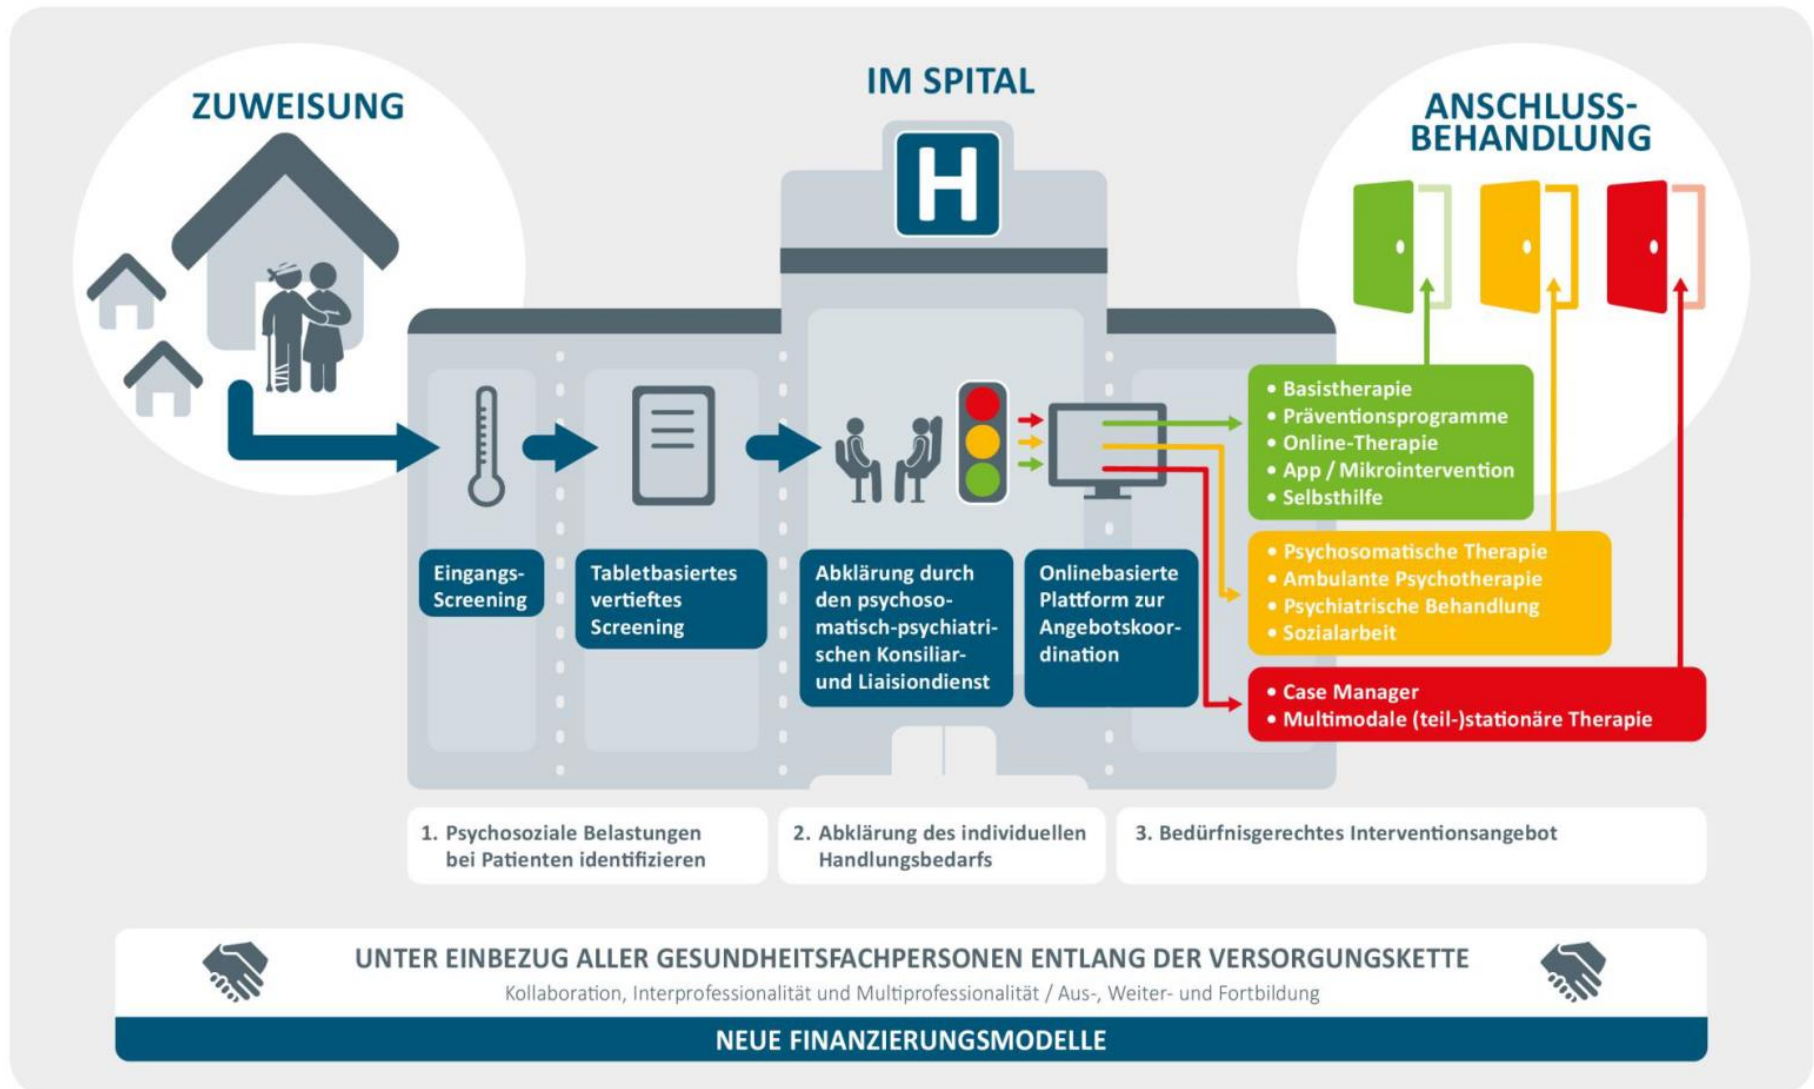 ZUWEISUNG
IM SPITAL
H
ANSCHLUSS-
BEHANDLUNG
Eingangs-
Screening
Tabletbasiertes
vertieftes
Screening
Abklärung durch
den psychoso-
matisch-psychiatri-
schen Konsiliar-
und Liaisiondienst
Onlinebasierte
Plattform zur
Angebotskoor-
dination
• Basistherapie
• Präventionsprogramme
• Online-Therapie
• App / Mikrointervention
• Selbsthilfe
• Psychosomatische Therapie
• Ambulante Psychotherapie
• Psychiatrische Behandlung
• Sozialarbeit
• Case Manager
• Multimodale (teil-)stationäre Therapie
1. Psychosoziale Belastungen
bei Patienten identifizieren
2. Abklärung des individuellen
Handlungsbedarfs
3. Bedürfnisgerechtes Interventionsangebot
UNTER EINBEZUG ALLER GESUNDHEITSFACHPERSONEN ENTLANG DER VERSORGUNGSKETTE
Kollaboration, Interprofessionalität und Multiprofessionalität / Aus-, Weiter- und Fortbildung
NEUE FINANZIERUNGSMODELLE